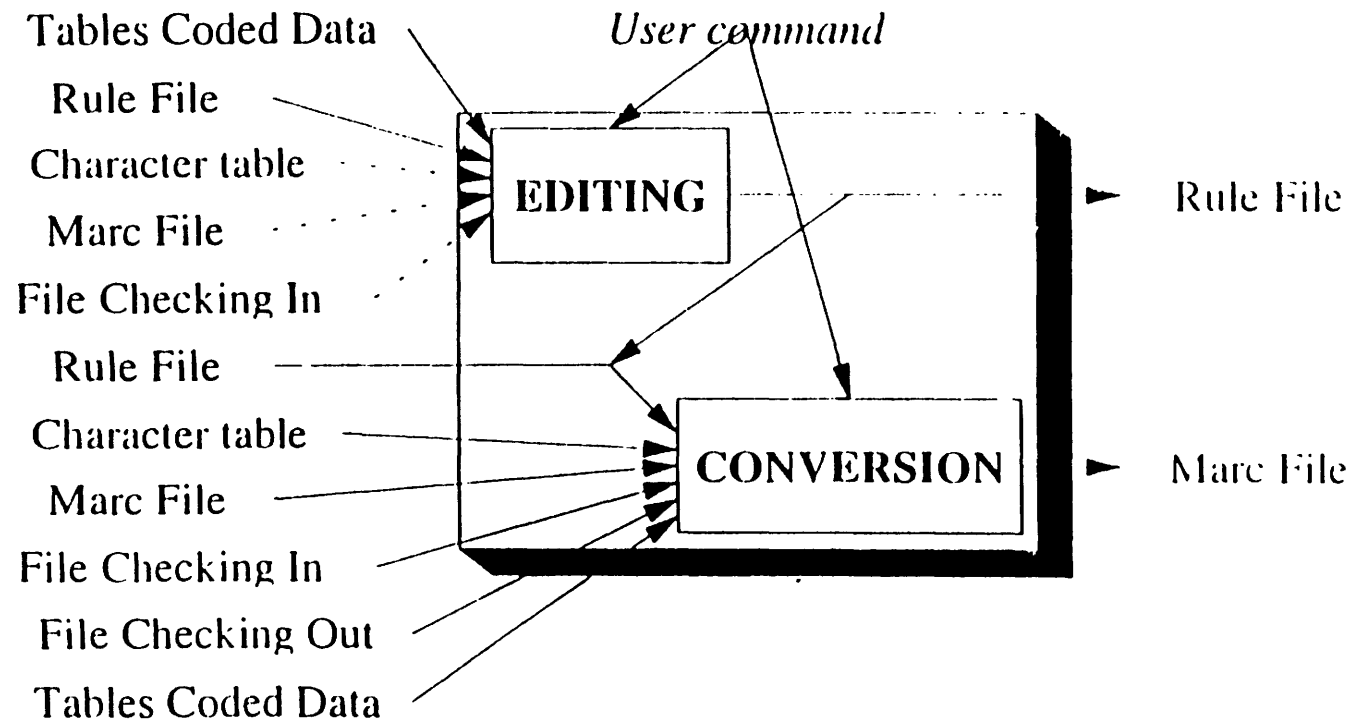 Tables Coded Data
User command
Rule File
Character table
EDITING
Rule File
Marc File
File Checking In
Rule File
Character table
CONVERSION
Marc File
Marc File
File Checking In
File Checking Out
Tables Coded Data